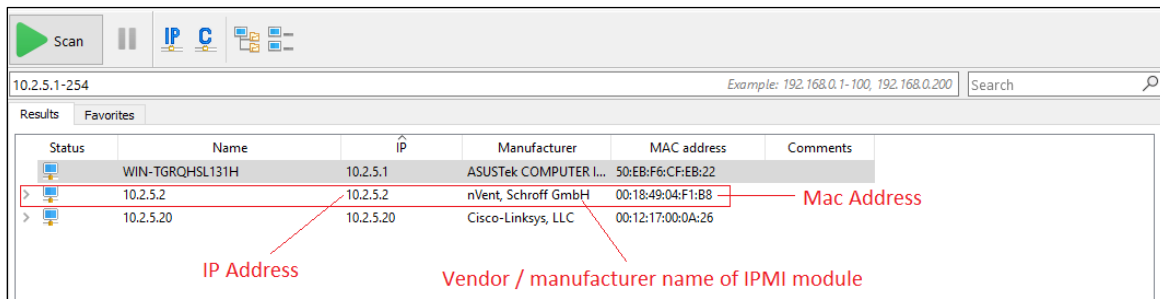 Scan IP C
10.2.5.1-254 Example: 192.168.0.1-100, 192.168.0.200 Search
Results Favorites
Status Name IP Manufacturer MAC address Comments
WIN-TGRQHSL131H 10.2.5.1 ASUSTek COMPUTER I... 50:EB:F6:CF:EB:22
10.2.5.2 10.2.5.2 nVent, Schroff GmbH 00:18:49:04:F1:B8 Mac Address
10.2.5.20 10.2.5.20 Cisco-Linksys, LLC 00:12:17:00:0A:26
IP Address Vendor / manufacturer name of IPMI module